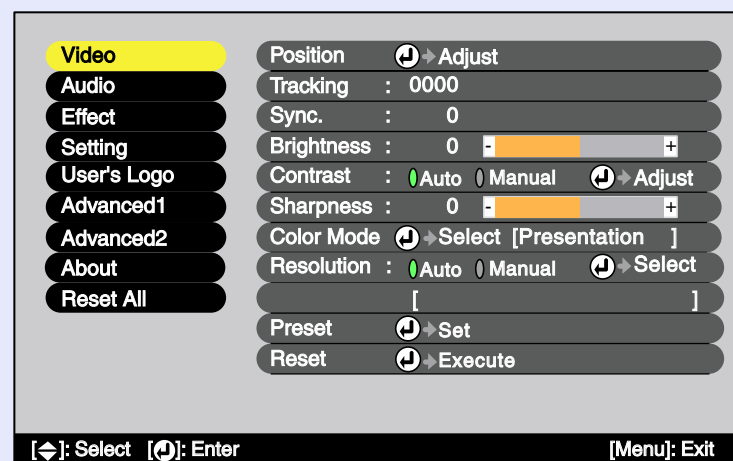 Video
Audio
Effect
Setting
User's Logo
Advanced1
Advanced2
About
Reset All
Position Adjust
Tracking : 0000
Sync. : 0
Brightness : 0 - +
Contrast : Auto Manual Adjust
Sharpness : 0 - +
Color Mode Select [Presentation ]
Resolution : Auto Manual Select
[ ]
Preset Set
Reset Execute
[ ]: Select [ ]: Enter [Menu]: Exit